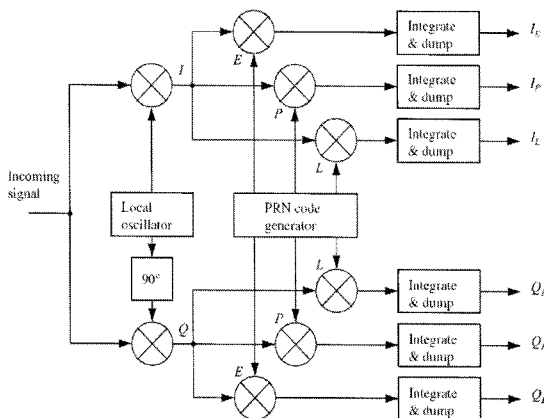 Integrate
& dump
I_E
E
I
Integrate
& dump
I_P
P
Integrate
& dump
I_L
L
Incoming
signal
Local
oscillator
PRN code
generator
90°
L
Integrate
& dump
P
Q
Integrate
& dump
E
Integrate
& dump